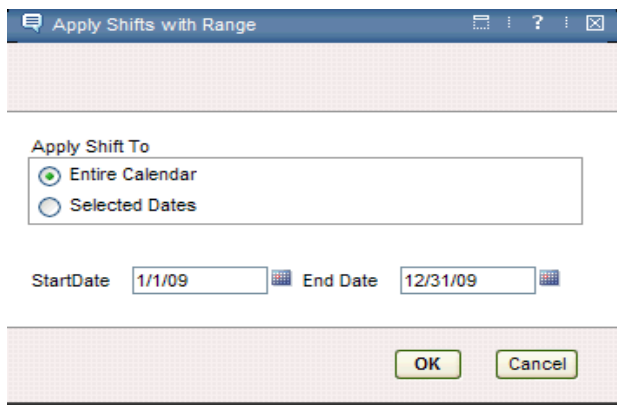 Apply Shifts with Range ?
Apply Shift To
Entire Calendar
Selected Dates
StartDate 1/1/09 End Date 12/31/09
OK Cancel